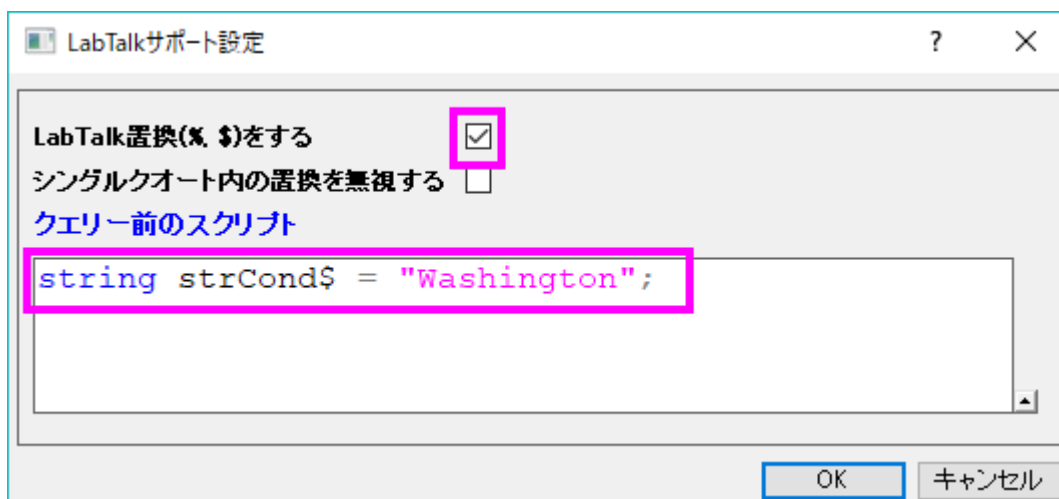 LabTalkサポート設定
?
LabTalk置換(%, $)をする
シングルクオート内の置換を無視する
クエリー前のスクリプト
string strCond$ = "Washington";
OK キャンセル